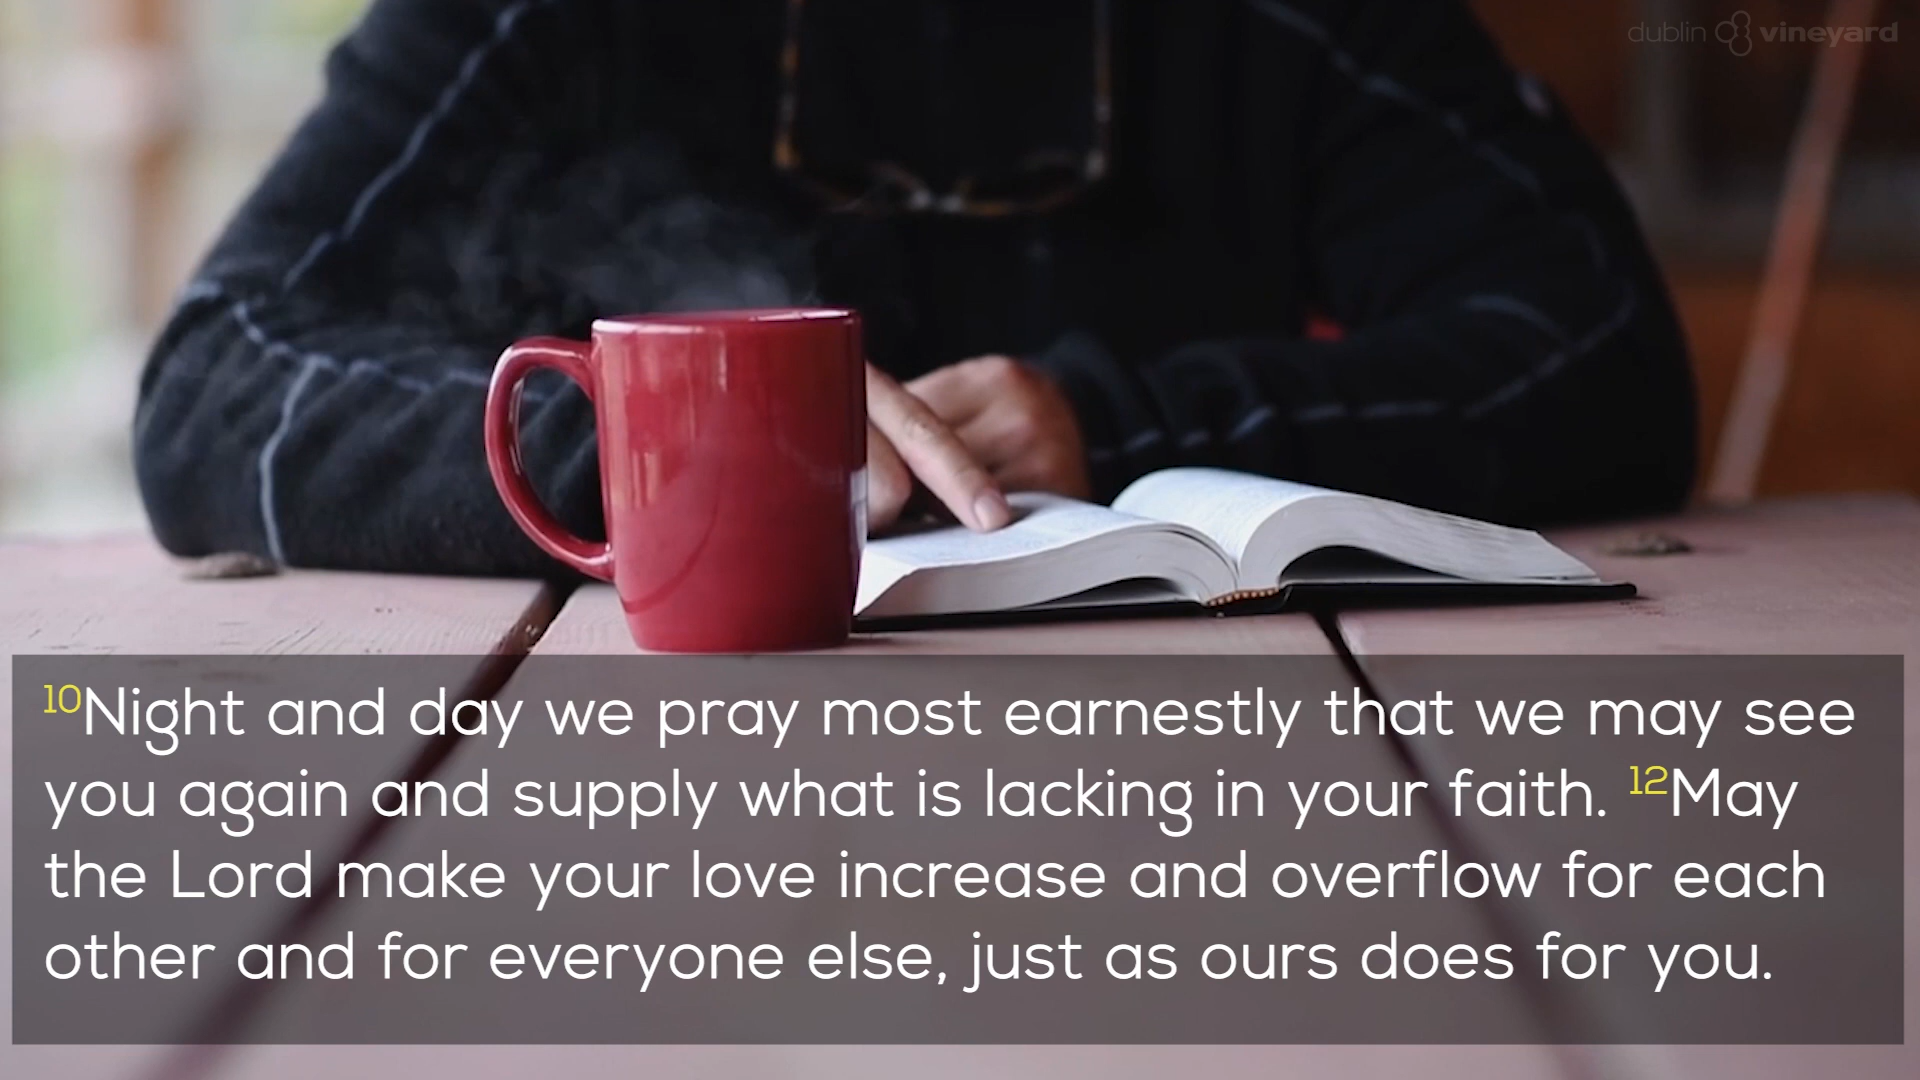 dublin vineyard
10Night and day we pray most earnestly that we may see
you again and supply what is lacking in your faith. 12May
the Lord make your love increase and overflow for each
other and for everyone else, just as ours does for you.